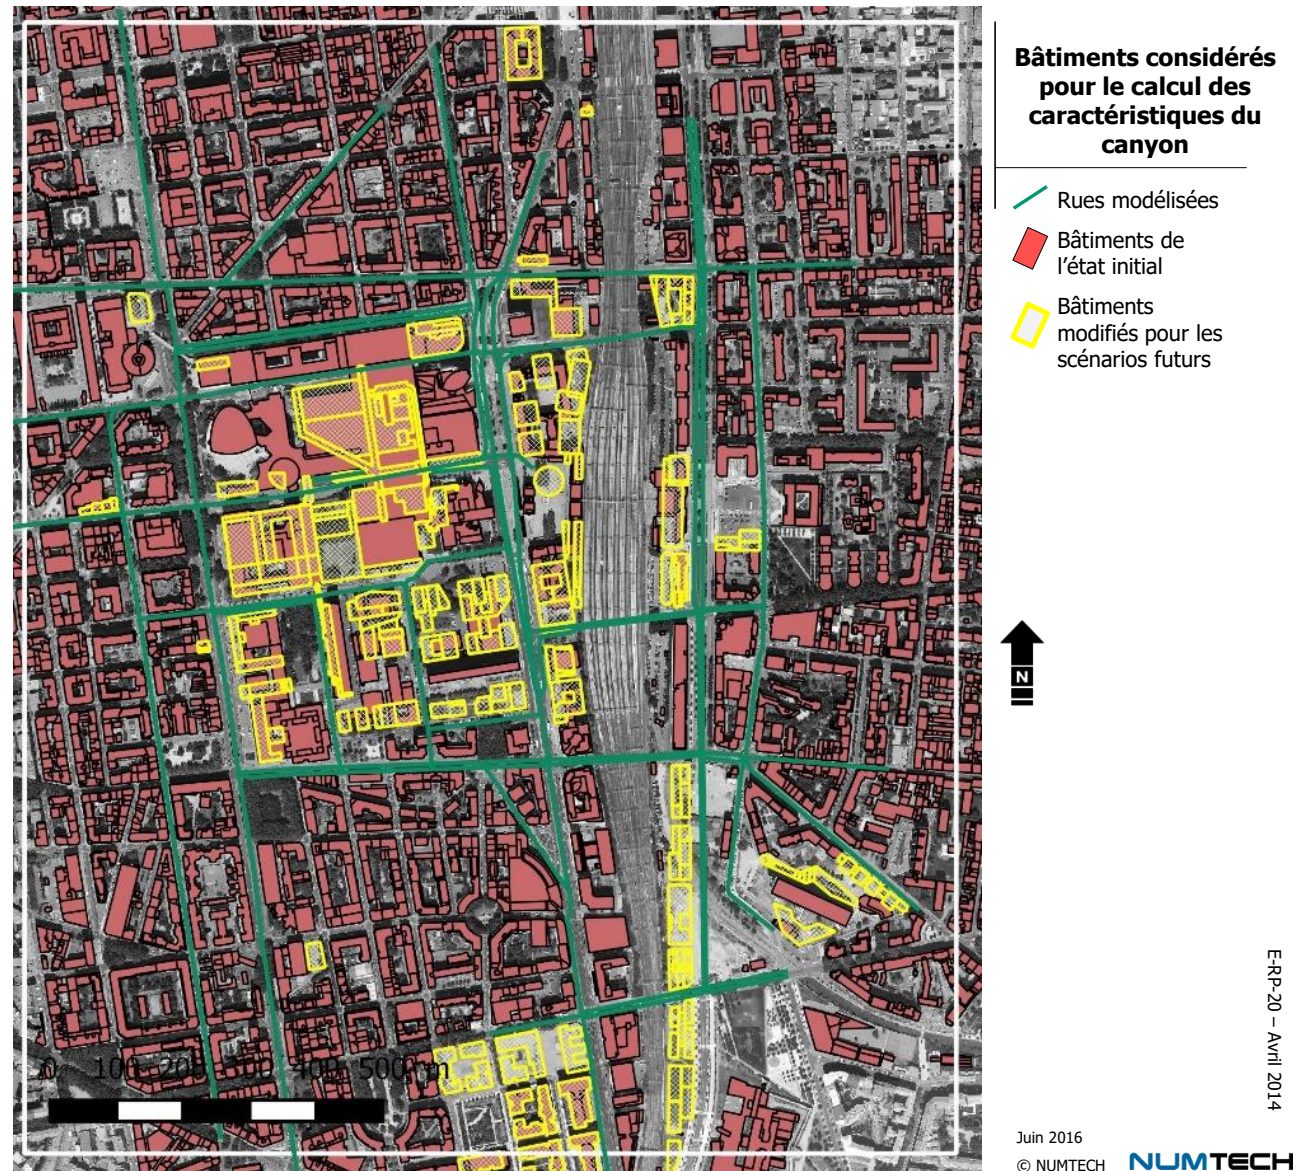 Bâtiments considérés
pour le calcul des
caractéristiques du
canyon
Rues modélisées
Bâtiments de
l'état initial
Bâtiments
modifiés pour les
scénarios futurs
N
0 100 200 300 400 500 m
E-RP-20 – Avril 2014
Juin 2016
© NUMTECH NUMTECH